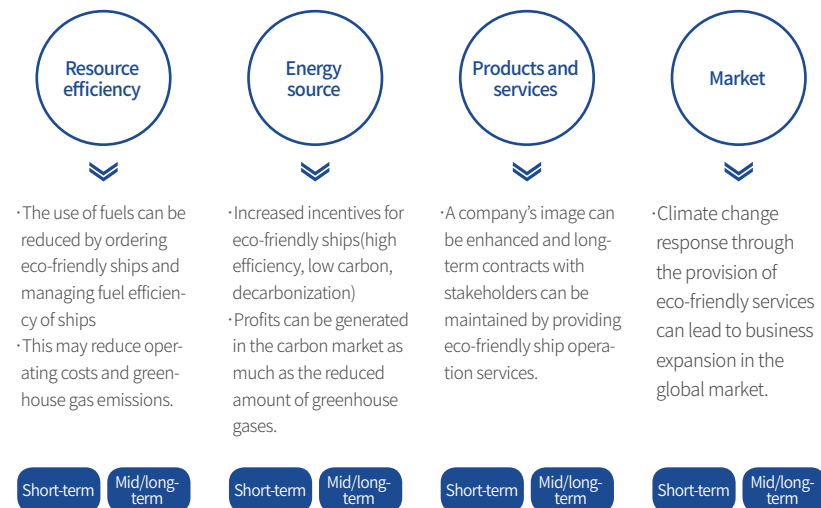 Resource
efficiency
·The use of fuels can be
reduced by ordering
eco-friendly ships and
managing fuel efficien-
cy of ships
·This may reduce oper-
ating costs and green-
house gas emissions.
Short-term
Mid/long-
term
Energy
source
·Increased incentives for
eco-friendly ships(high
efficiency, low carbon,
decarbonization)
·Profits can be generated
in the carbon market as
much as the reduced
amount of greenhouse
gases.
Short-term
Mid/long-
term
Products and
services
·A company’s image can
be enhanced and long-
term contracts with
stakeholders can be
maintained by providing
eco-friendly ship opera-
tion services.
Short-term
Mid/long-
term
Market
·Climate change
response through
the provision of
eco-friendly services
can lead to business
expansion in the
global market.
Short-term
Mid/long-
term